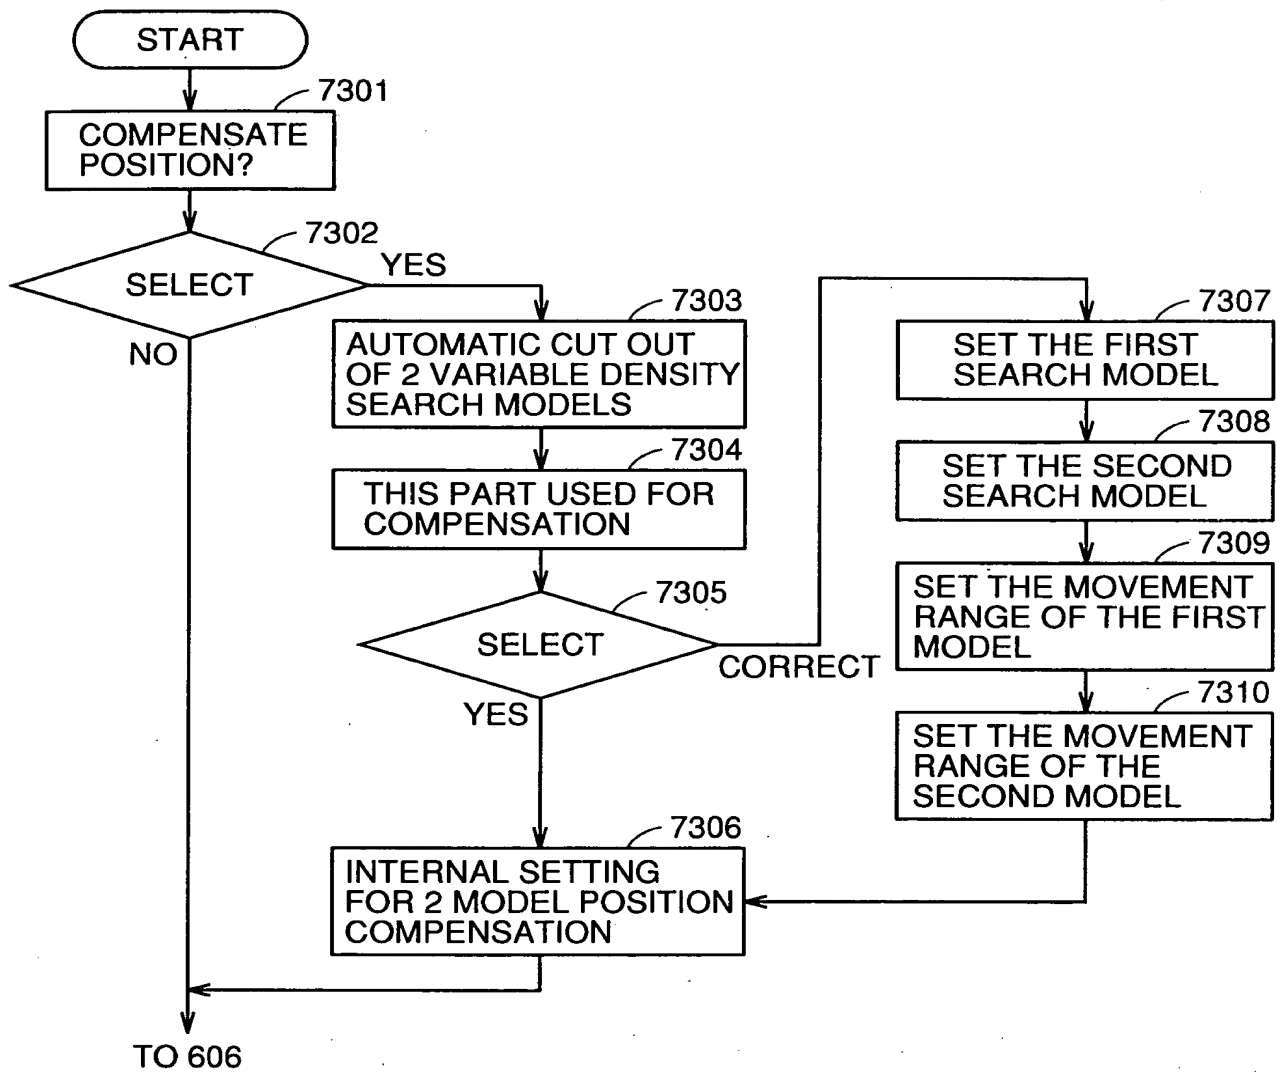 START
7301
COMPENSATE
POSITION?
7302
SELECT
YES
NO
7303
AUTOMATIC CUT OUT
OF 2 VARIABLE DENSITY
SEARCH MODELS
7304
THIS PART USED FOR
COMPENSATION
7305
SELECT
CORRECT
YES
7306
INTERNAL SETTING
FOR 2 MODEL POSITION
COMPENSATION
7307
SET THE FIRST
SEARCH MODEL
7308
SET THE SECOND
SEARCH MODEL
7309
SET THE MOVEMENT
RANGE OF THE FIRST
MODEL
7310
SET THE MOVEMENT
RANGE OF THE
SECOND MODEL
TO 606